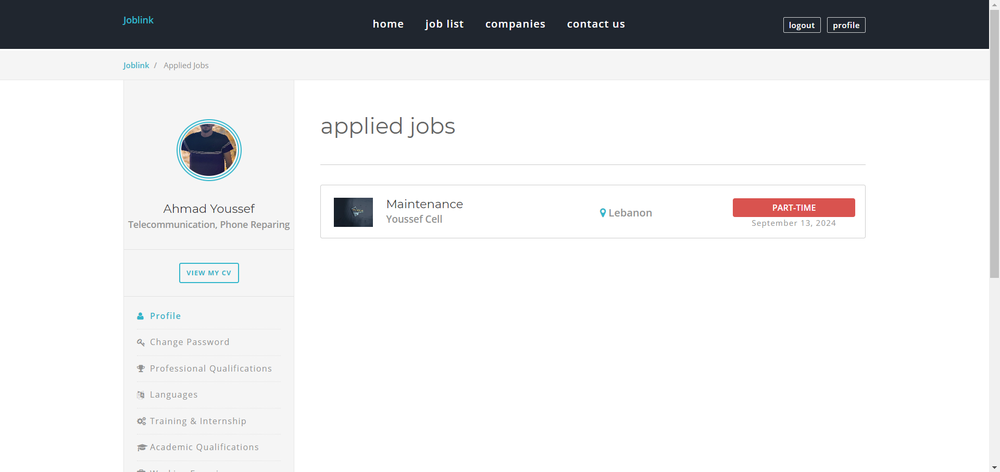 Joblink
home job list companies contact us
logout profile
Joblink / Applied Jobs
Ahmad Youssef
Telecommunication, Phone Reparing
VIEW MY CV
Profile
Change Password
Professional Qualifications
Languages
Training & Internship
Academic Qualifications
applied jobs
Maintenance
Youssef Cell
Lebanon
PART-TIME
September 13, 2024